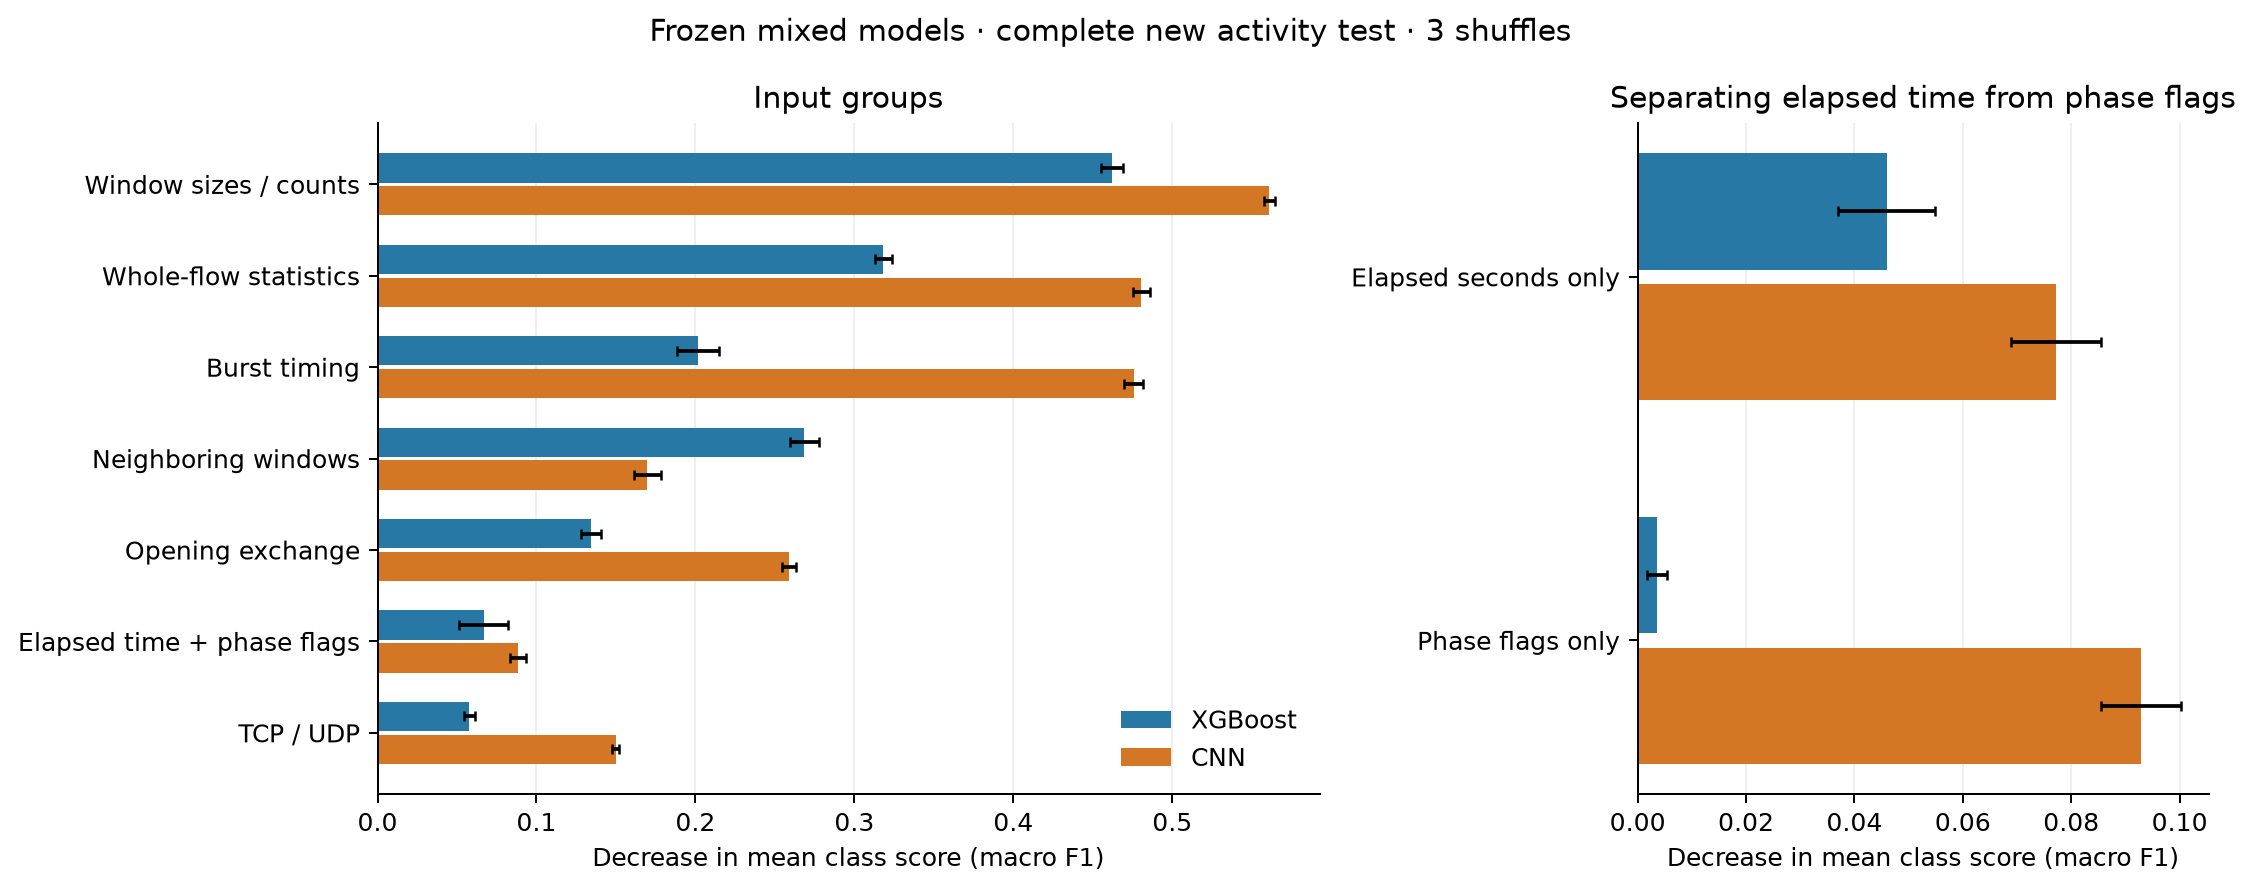 Frozen mixed models · complete new activity test · 3 shuffles
Input groups
Window sizes / counts
Whole-flow statistics
Burst timing
Neighboring windows
Opening exchange
Elapsed time + phase flags
TCP / UDP
XGBoost
CNN
0.0 0.1 0.2 0.3 0.4 0.5
Decrease in mean class score (macro F1)
Separating elapsed time from phase flags
Elapsed seconds only
Phase flags only
0.00 0.02 0.04 0.06 0.08 0.10
Decrease in mean class score (macro F1)